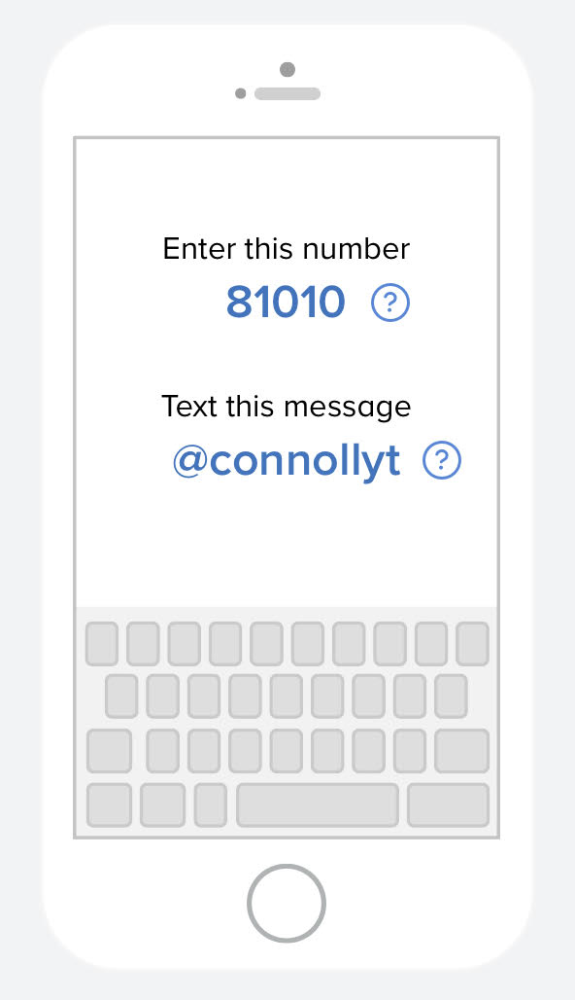 Enter this number
81010 ?
Text this message
@connollyt ?